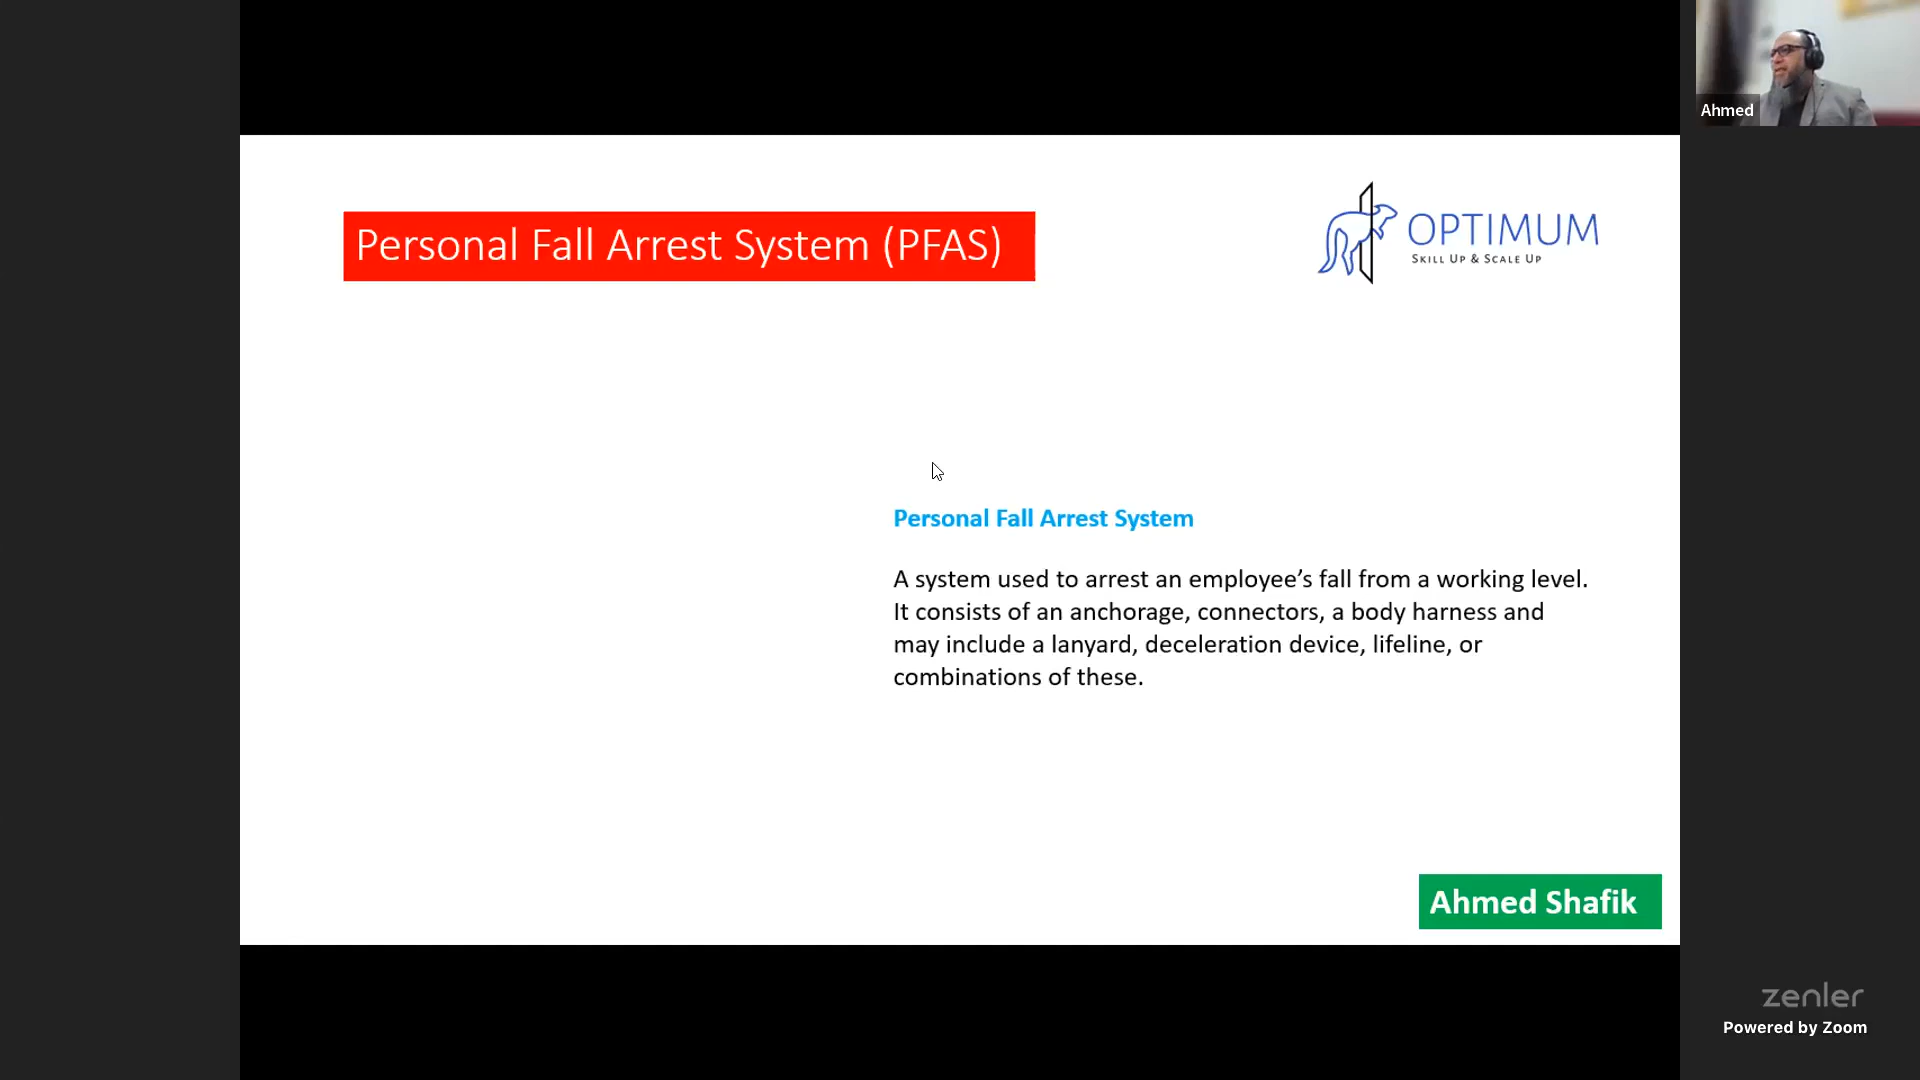 Ahmed
Personal Fall Arrest System (PFAS)
OPTIMUM
SKILL UP & SCALE UP
Personal Fall Arrest System
A system used to arrest an employee’s fall from a working level.
It consists of an anchorage, connectors, a body harness and
may include a lanyard, deceleration device, lifeline, or
combinations of these.
Ahmed Shafik
zenler
Powered by Zoom